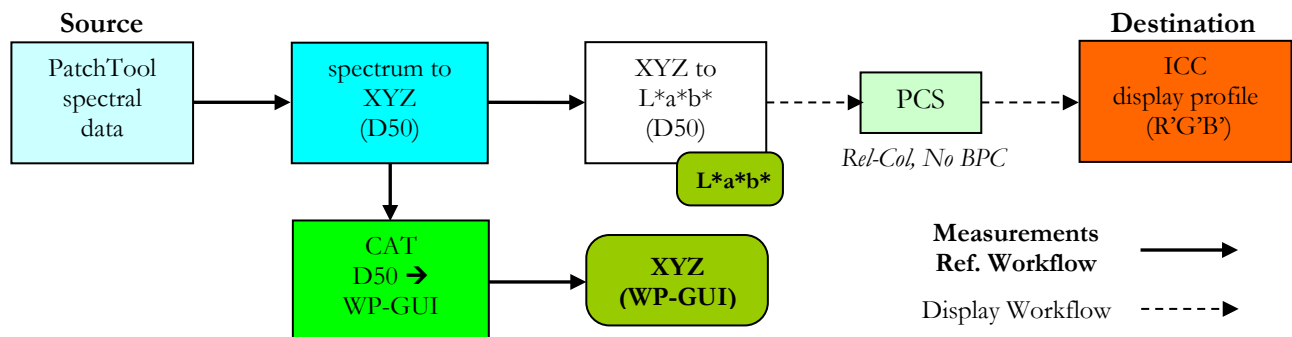 Source
Destination
PatchTool
spectral
data
spectrum to
XYZ
(D50)
XYZ to
L*a*b*
(D50)
L*a*b*
PCS
Rel-Col, No BPC
ICC
display profile
(R'G'B')
CAT
D50 ➔
WP-GUI
XYZ
(WP-GUI)
Measurements
Ref. Workflow
Display Workflow